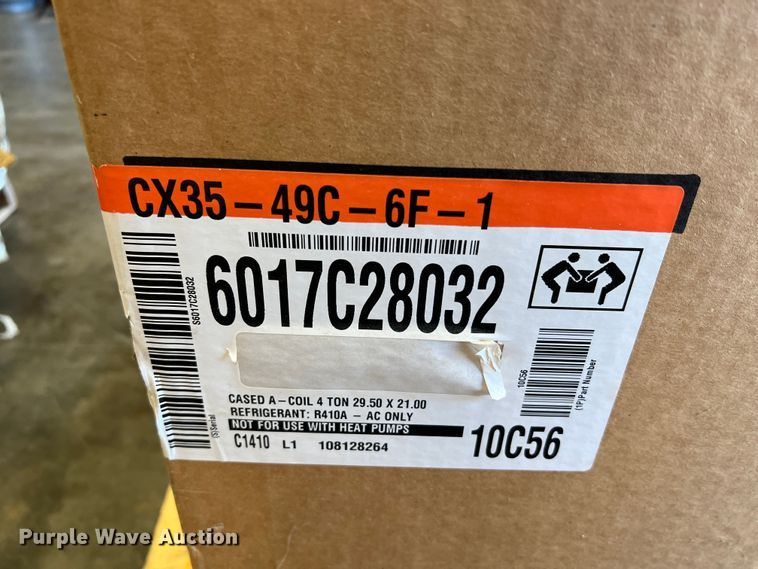 CX35-49C-6F-1
6017C28032
S6017C28032
(S)Serial
10C56
(1P)Part Number
CASED A-COIL 4 TON 29.50 X 21.00
REFRIGERANT: R410A - AC ONLY
NOT FOR USE WITH HEAT PUMPS
C1410 L1 108128264
10C56
Purple Wave Auction